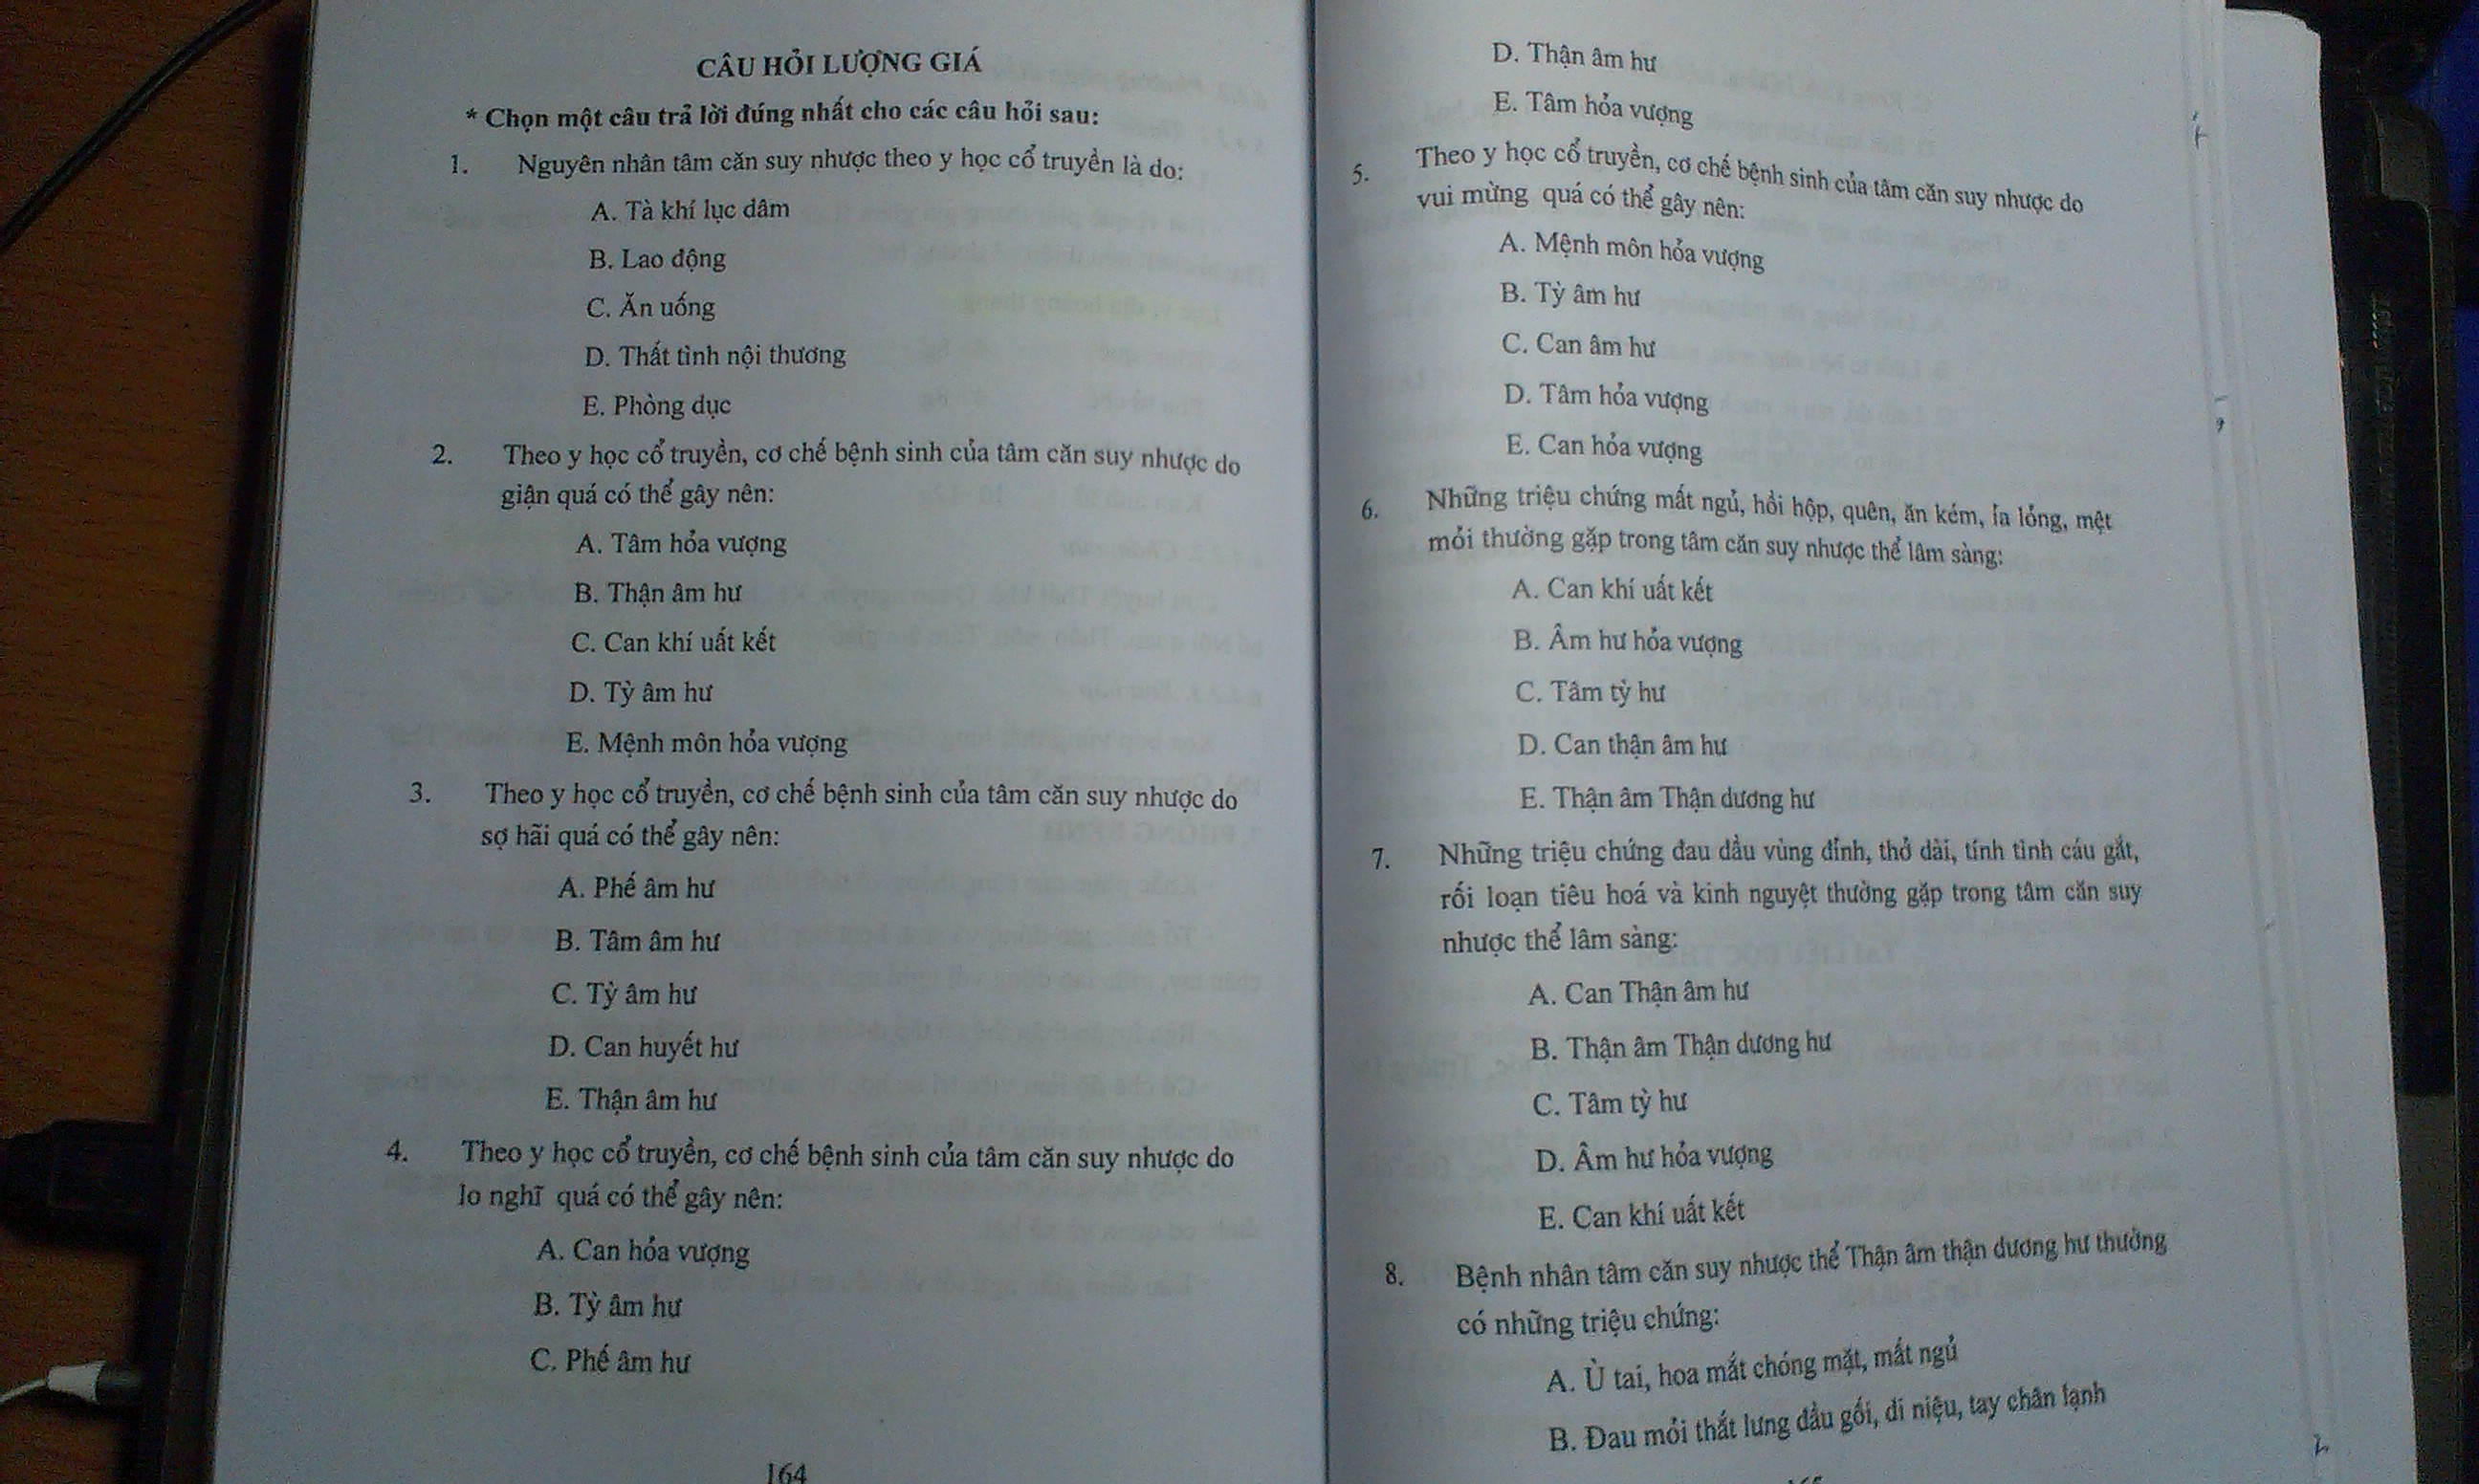 CÂU HỎI LƯỢNG GIÁ
* Chọn một câu trả lời đúng nhất cho các câu hỏi sau:
1. Nguyên nhân tâm căn suy nhược theo y học cổ truyền là do:
A. Tà khí lục dâm
B. Lao động
C. Ăn uống
D. Thất tình nội thương
E. Phòng dục
2. Theo y học cổ truyền, cơ chế bệnh sinh của tâm căn suy nhược do
giận quá có thể gây nên:
A. Tâm hỏa vượng
B. Thận âm hư
C. Can khí uất kết
D. Tỳ âm hư
E. Mệnh môn hỏa vượng
3. Theo y học cổ truyền, cơ chế bệnh sinh của tâm căn suy nhược do
sợ hãi quá có thể gây nên:
A. Phế âm hư
B. Tâm âm hư
C. Tỳ âm hư
D. Can huyết hư
E. Thận âm hư
4. Theo y học cổ truyền, cơ chế bệnh sinh của tâm căn suy nhược do
lo nghĩ quá có thể gây nên:
A. Can hỏa vượng
B. Tỳ âm hư
C. Phế âm hư
164
D. Thận âm hư
E. Tâm hỏa vượng
5. Theo y học cổ truyền, cơ chế bệnh sinh của tâm căn suy nhược do
vui mừng quá có thể gây nên:
A. Mệnh môn hỏa vượng
B. Tỳ âm hư
C. Can âm hư
D. Tâm hỏa vượng
E. Can hỏa vượng
6. Những triệu chứng mất ngủ, hồi hộp, quên, ăn kém, ỉa lỏng, mệt
mỏi thường gặp trong tâm căn suy nhược thể lâm sàng:
A. Can khí uất kết
B. Âm hư hỏa vượng
C. Tâm tỳ hư
D. Can thận âm hư
E. Thận âm Thận dương hư
7. Những triệu chứng đau đầu vùng đỉnh, thở dài, tính tình cáu gắt,
rối loạn tiêu hoá và kinh nguyệt thường gặp trong tâm căn suy
nhược thể lâm sàng:
A. Can Thận âm hư
B. Thận âm Thận dương hư
C. Tâm tỳ hư
D. Âm hư hỏa vượng
E. Can khí uất kết
8. Bệnh nhân tâm căn suy nhược thể Thận âm thận dương hư thường
có những triệu chứng:
A. Ù tai, hoa mắt chóng mặt, mất ngủ
B. Đau mỏi thắt lưng đầu gối, di niệu, tay chân lạnh